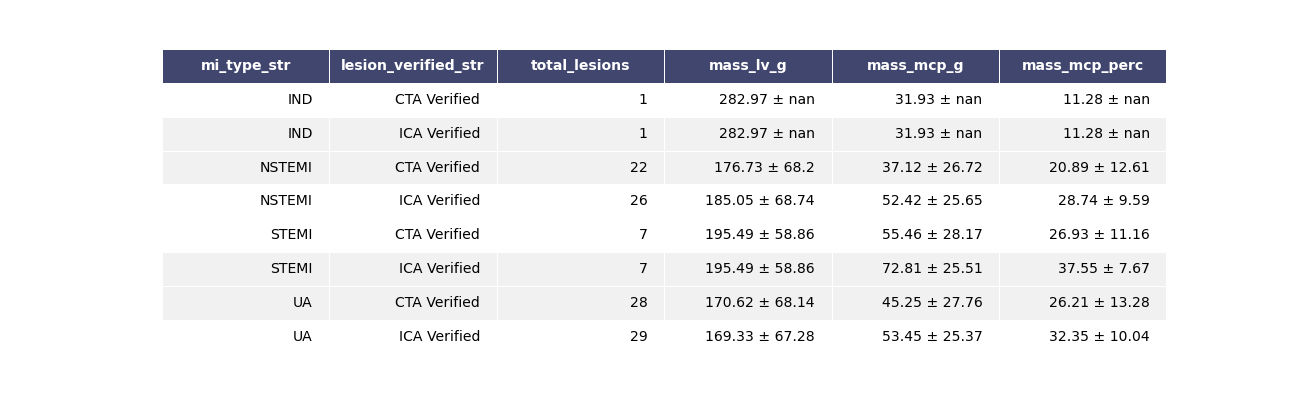 mi_type_str lesion_verified_str total_lesions mass_lv_g mass_mcp_g mass_mcp_perc
IND CTA Verified 1 282.97 ± nan 31.93 ± nan 11.28 ± nan
IND ICA Verified 1 282.97 ± nan 31.93 ± nan 11.28 ± nan
NSTEMI CTA Verified 22 176.73 ± 68.2 37.12 ± 26.72 20.89 ± 12.61
NSTEMI ICA Verified 26 185.05 ± 68.74 52.42 ± 25.65 28.74 ± 9.59
STEMI CTA Verified 7 195.49 ± 58.86 55.46 ± 28.17 26.93 ± 11.16
STEMI ICA Verified 7 195.49 ± 58.86 72.81 ± 25.51 37.55 ± 7.67
UA CTA Verified 28 170.62 ± 68.14 45.25 ± 27.76 26.21 ± 13.28
UA ICA Verified 29 169.33 ± 67.28 53.45 ± 25.37 32.35 ± 10.04